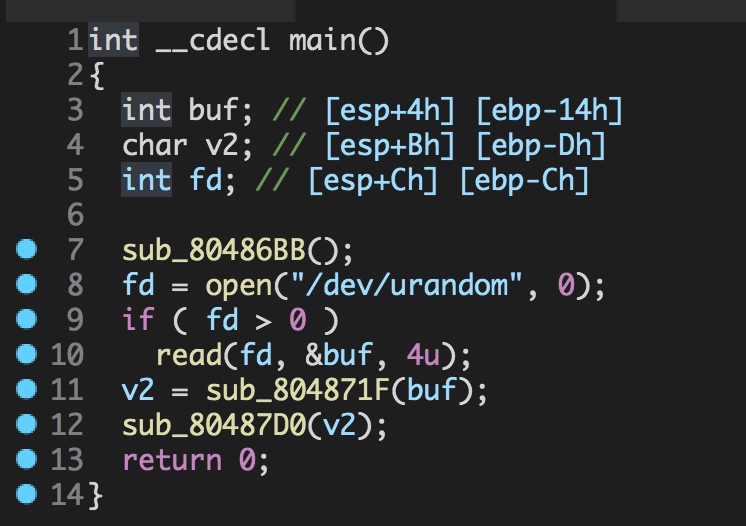 1 int __cdecl main()
2 {
3 int buf; // [esp+4h] [ebp-14h]
4 char v2; // [esp+Bh] [ebp-Dh]
5 int fd; // [esp+Ch] [ebp-Ch]
6
7 sub_80486BB();
8 fd = open("/dev/urandom", 0);
9 if ( fd > 0 )
10 read(fd, &buf, 4u);
11 v2 = sub_804871F(buf);
12 sub_80487D0(v2);
13 return 0;
14 }